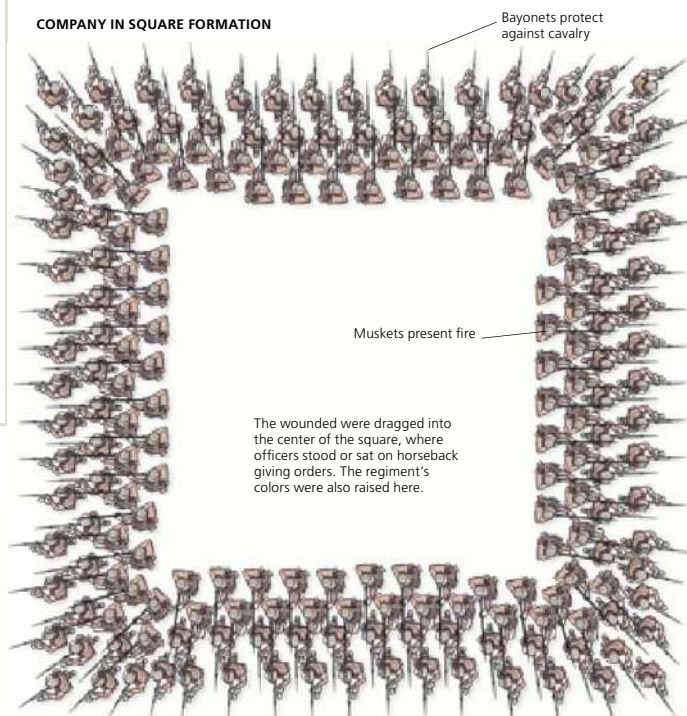 COMPANY IN SQUARE FORMATION
Bayonets protect
against cavalry
Muskets present fire
The wounded were dragged into
the center of the square, where
officers stood or sat on horseback
giving orders. The regiment's
colors were also raised here.